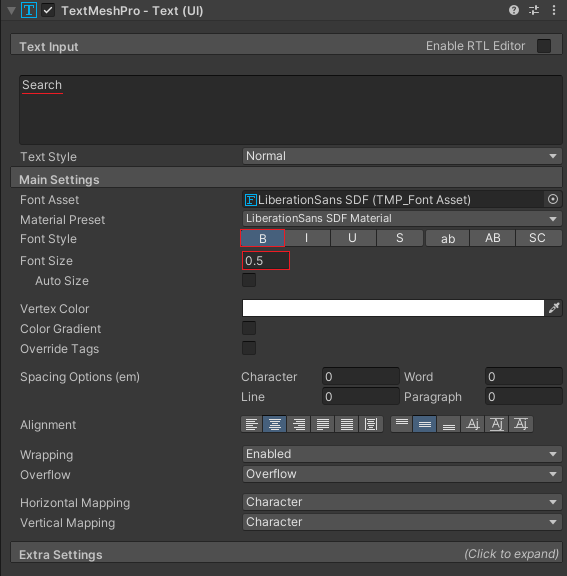 TextMeshPro - Text (UI)
Text Input Enable RTL Editor
Search
Text Style Normal
Main Settings
Font Asset LiberationSans SDF (TMP_Font Asset)
Material Preset LiberationSans SDF Material
Font Style B I U S ab AB SC
Font Size 0.5
Auto Size
Vertex Color
Color Gradient
Override Tags
Spacing Options (em) Character 0 Word 0
Line 0 Paragraph 0
Alignment
Wrapping Enabled
Overflow Overflow
Horizontal Mapping Character
Vertical Mapping Character
Extra Settings (Click to expand)